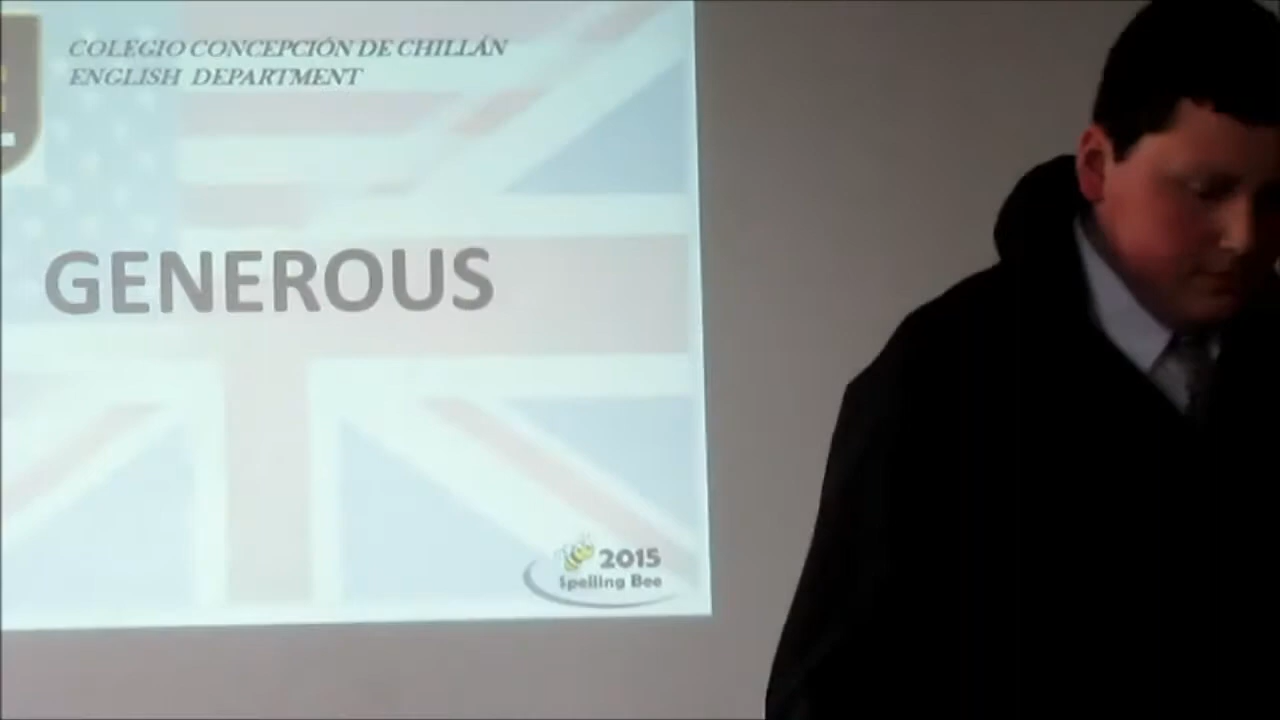 COLEGIO CONCEPCIÓN DE CHILLÁN
ENGLISH DEPARTMENT
GENEROUS
2015
Spelling Bee